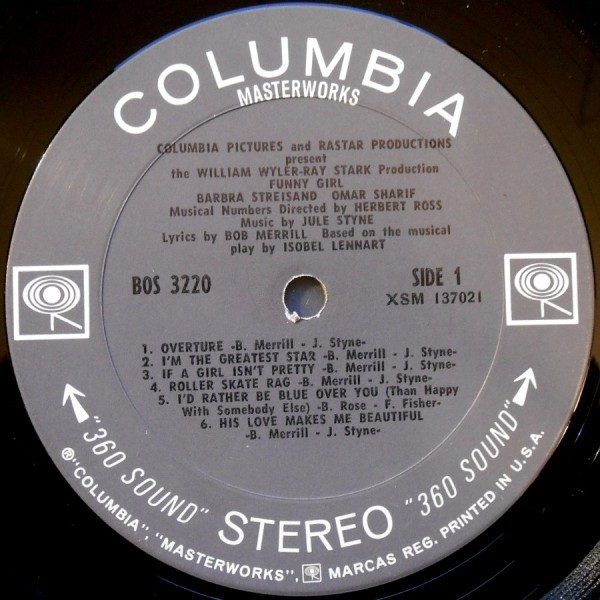 COLUMBIA
MASTERWORKS
COLUMBIA PICTURES and RASTAR PRODUCTIONS
present
the WILLIAM WYLER-RAY STARK Production
FUNNY GIRL
BARBRA STREISAND OMAR SHARIF
Musical Numbers Directed by HERBERT ROSS
Music by JULE STYNE
Lyrics by BOB MERRILL Based on the musical
play by ISOBEL LENNART
BOS 3220
SIDE 1
XSM 137021
1. OVERTURE -B. Merrill - J. Styne-
2. I'M THE GREATEST STAR -B. Merrill - J. Styne-
3. IF A GIRL ISN'T PRETTY -B. Merrill - J. Styne-
4. ROLLER SKATE RAG -B. Merrill - J. Styne-
5. I'D RATHER BE BLUE OVER YOU (Than Happy
With Somebody Else) -B. Rose - F. Fisher-
6. HIS LOVE MAKES ME BEAUTIFUL
-B. Merrill - J. Styne-
"360 SOUND" STEREO "360 SOUND"
®"COLUMBIA", "MASTERWORKS", MARCAS REG. PRINTED IN U.S.A.